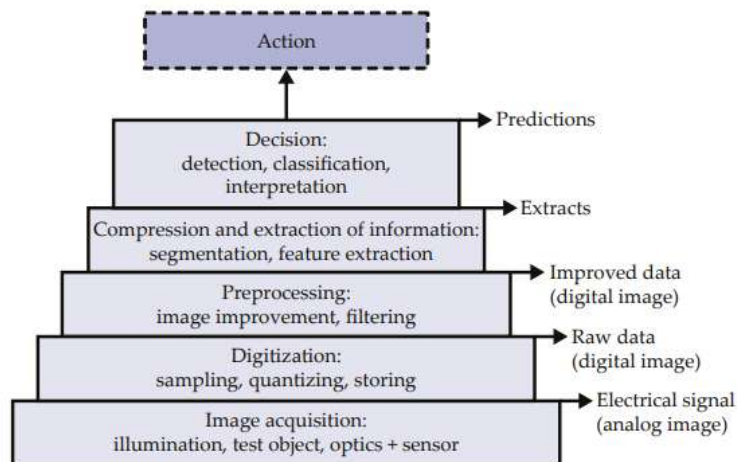 Action
Predictions
Decision:
detection, classification,
interpretation
Extracts
Compression and extraction of information:
segmentation, feature extraction
Improved data
(digital image)
Preprocessing:
image improvement, filtering
Raw data
(digital image)
Digitization:
sampling, quantizing, storing
Electrical signal
(analog image)
Image acquisition:
illumination, test object, optics + sensor